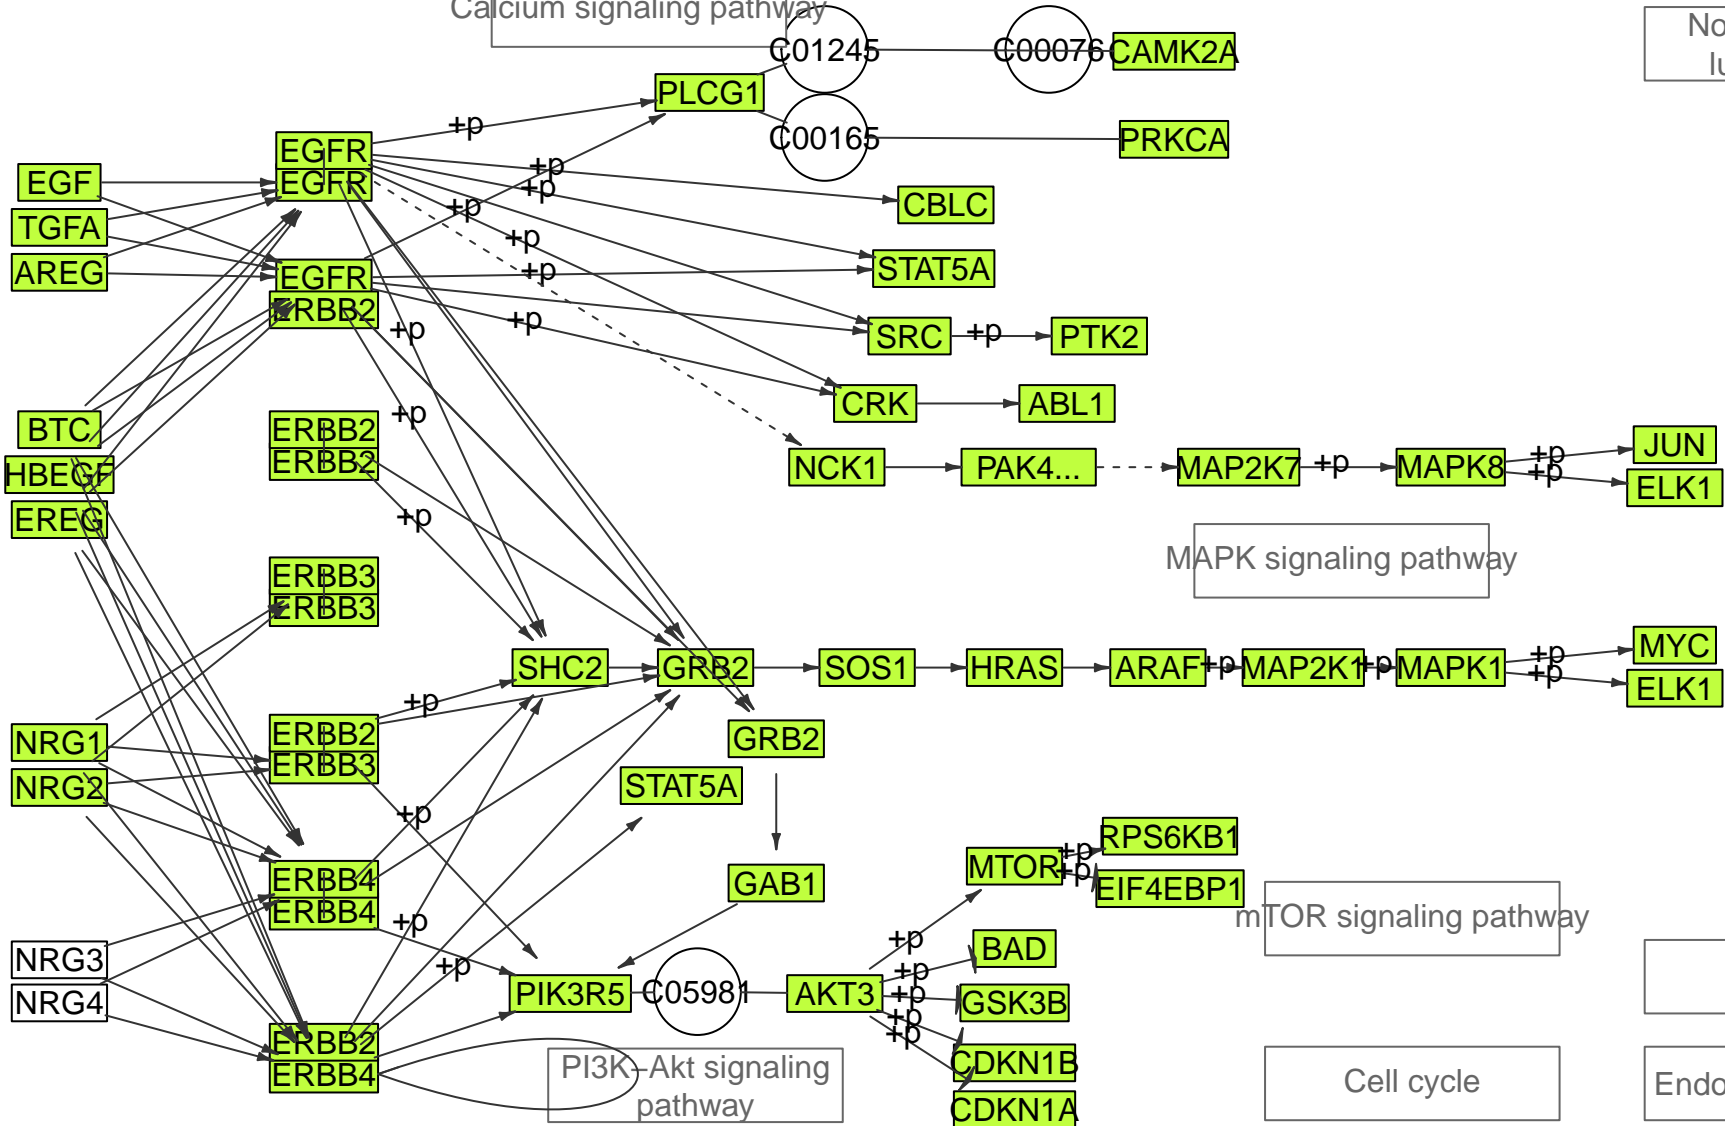 Calcium signaling pathway
C01245
C00076
CAMK2A
No
lu
PLCG1
+p
C00165
PRKCA
EGFR
EGFR
EGF
+p
+p
CBLC
TGFA
+p
+p
AREG
EGFR
+p
STAT5A
ERBB2
+p
+p
SRC
+p
PTK2
CRK
ABL1
+p
BTC
ERBB2
ERBB2
HBEGF
NCK1
PAK4...
MAP2K7
+p
MAPK8
+p
+p
JUN
ELK1
EREG
+p
MAPK signaling pathway
ERBB3
ERBB3
SHC2
GRB2
SOS1
HRAS
ARAF
+p
MAP2K1
+p
MAPK1
+p
+p
MYC
ELK1
+p
NRG1
ERBB2
ERBB3
GRB2
NRG2
STAT5A
+p
MTOR
+p
+p
RPS6KB1
EIF4EBP1
ERBB4
ERBB4
GAB1
+p
mTOR signaling pathway
NRG3
+p
+p
BAD
NRG4
PIK3R5
C05981
AKT3
+p
+p
GSK3B
+p
+p
ERBB2
ERBB4
PI3K–Akt signaling
pathway
CDKN1B
CDKN1A
Cell cycle
Endo